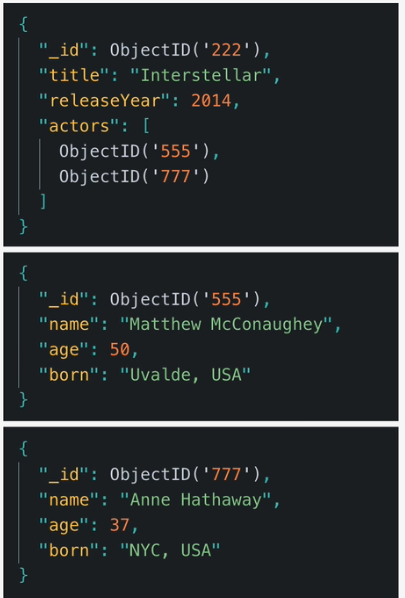 {
"_id": ObjectID('222'),
"title": "Interstellar",
"releaseYear": 2014,
"actors": [
ObjectID('555'),
ObjectID('777')
]
}
{
"_id": ObjectID('555'),
"name": "Matthew McConaughey",
"age": 50,
"born": "Uvalde, USA"
}
{
"_id": ObjectID('777'),
"name": "Anne Hathaway",
"age": 37,
"born": "NYC, USA"
}